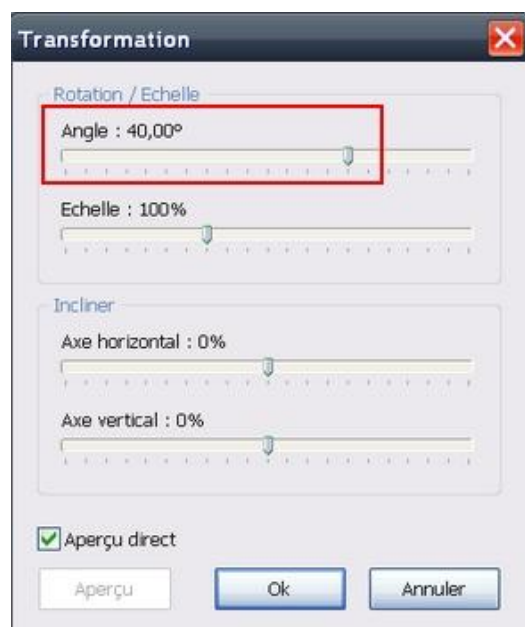 Transformation
Rotation / Echelle
Angle : 40,00º
Echelle : 100%
Incliner
Axe horizontal : 0%
Axe vertical : 0%
Aperçu direct
Aperçu Ok Annuler